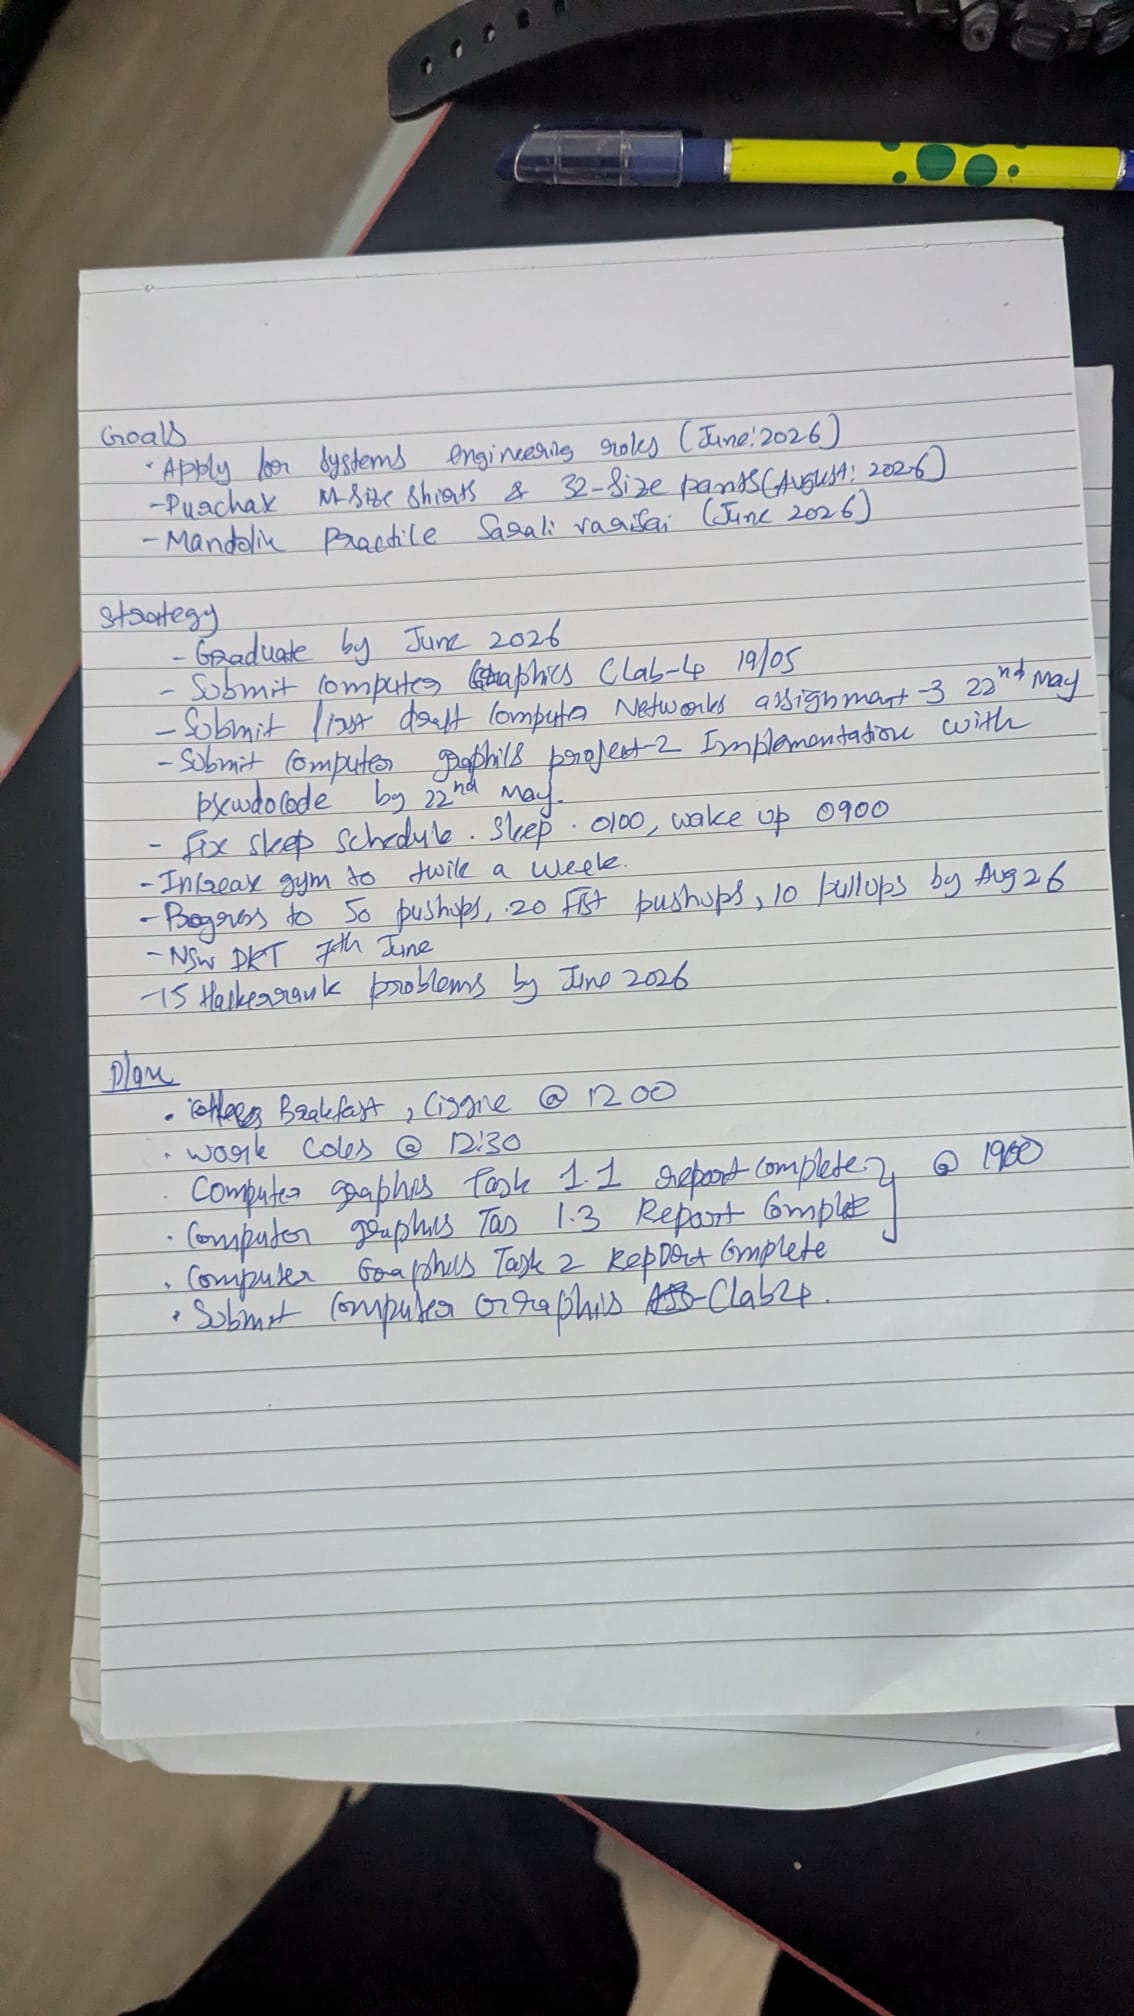 Goals
· Apply for systems engineering roles (June: 2026)
- Purchase M-size shirts & 32-size pants (August: 2026)
- Mandolin Practice Sarali varisai (June 2026)
Strategy
- Graduate by June 2026
- Submit Computer Graphics Clab-4 19/05
- Submit first draft Computer Networks assignment-3 22nd May
- Submit Computer graphics project-2 Implementation with
pseudocode by 22nd May.
- Fix sleep schedule. Sleep. 0100, wake up 0900
- Increase gym to twice a week.
- Progress to 50 pushups, 20 fist pushups, 10 pullups by Aug 26
- NSW DKT 7th June
- 15 Hackerrank problems by June 2026
Plan
· Breakfast, @ 1200
· work Coles @ 12:30
· Computer graphics Task 1.1 report complete @ 1900
· Computer graphics Tas 1.3 Report Complete
· Computer Graphics Task 2 Report Complete
· Submit Computer Graphics Clab24.